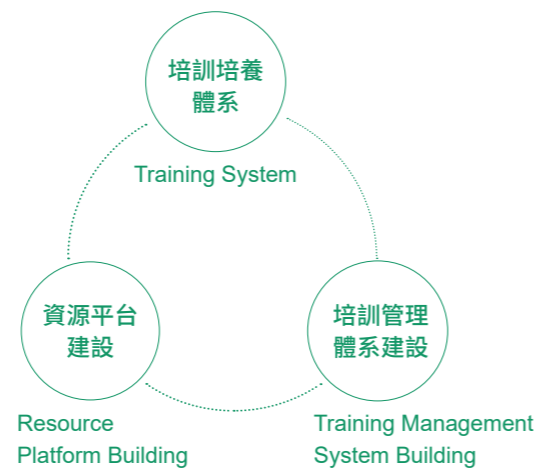 培訓培養
體系
Training System
資源平台
建設
Resource
Platform Building
培訓管理
體系建設
Training Management
System Building